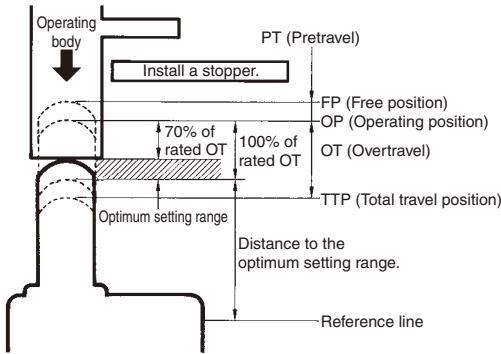 Operating
body
PT (Pretravel)
Install a stopper.
FP (Free position)
OP (Operating position)
70% of
rated OT
100% of
rated OT
OT (Overtravel)
TTP (Total travel position)
Optimum setting range
Distance to the
optimum setting range.
Reference line